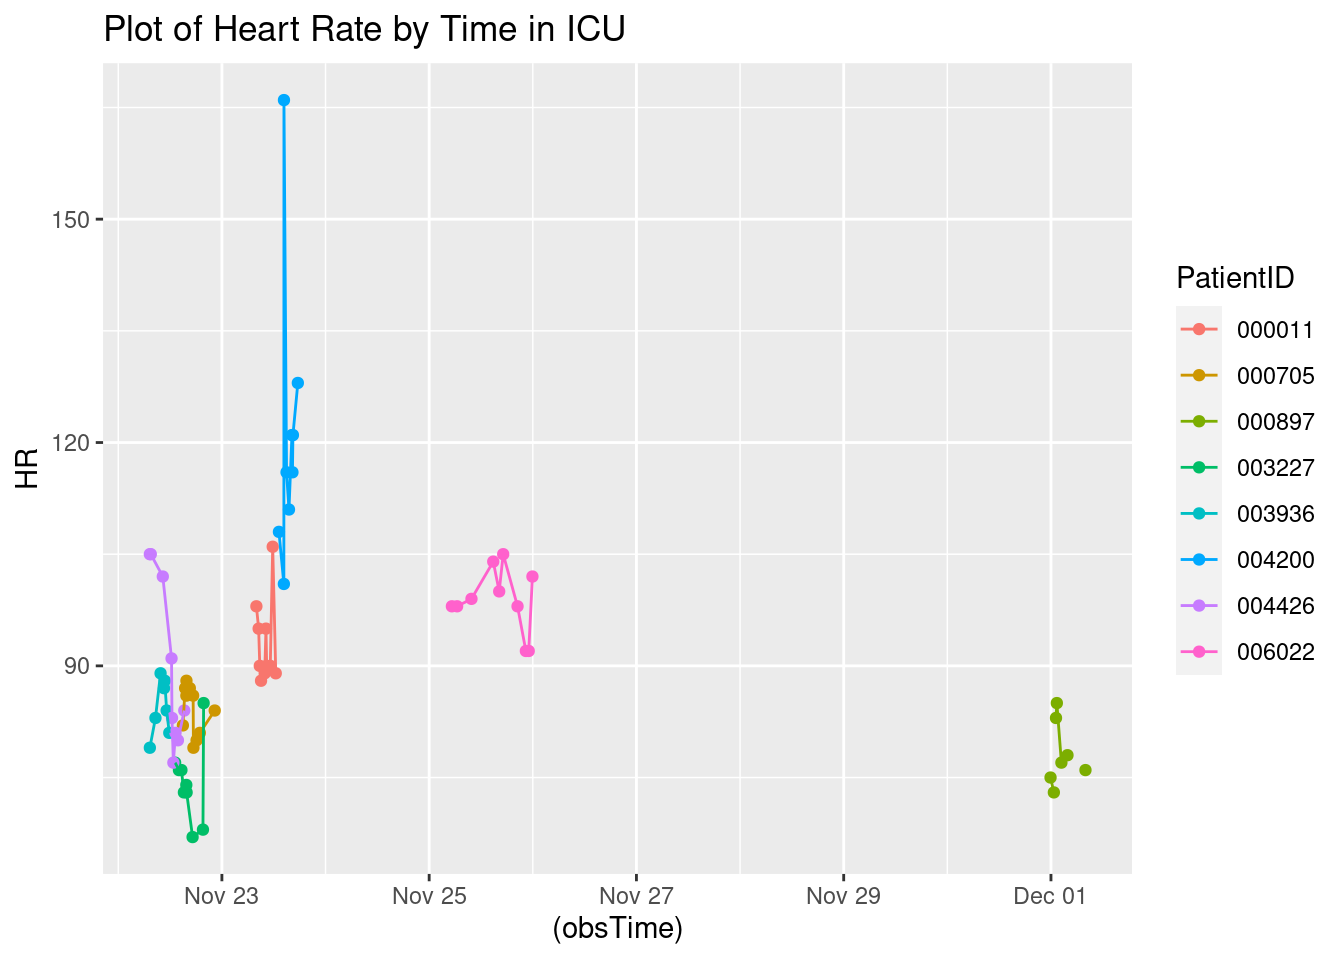 Plot of Heart Rate by Time in ICU
150
120
90
HR
Nov 23
Nov 25
Nov 27
Nov 29
Dec 01
(obsTime)
PatientID
000011
000705
000897
003227
003936
004200
004426
006022